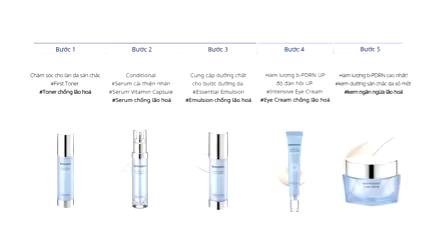 Bước 1
Chăm sóc cho làn da săn chắc
#First Toner
#Toner chống lão hoá
Bước 2
Conditional
#Serum cải thiện nhăn
#Serum Vitamin Capsule
#Serum chống lão hoá
Bước 3
Cung cấp dưỡng chất
cho bước dưỡng da
#Essential Emulsion
#Emulsion chống lão hoá
Bước 4
Hàm lượng b-PDRN UP
độ đàn hồi UP
#Intensive Eye Cream
#Eye Cream chống lão hoá
Bước 5
Hàm lượng b-PDRN cao nhất!
#kem dưỡng săn chắc da số một
#kem ngăn ngừa lão hoá